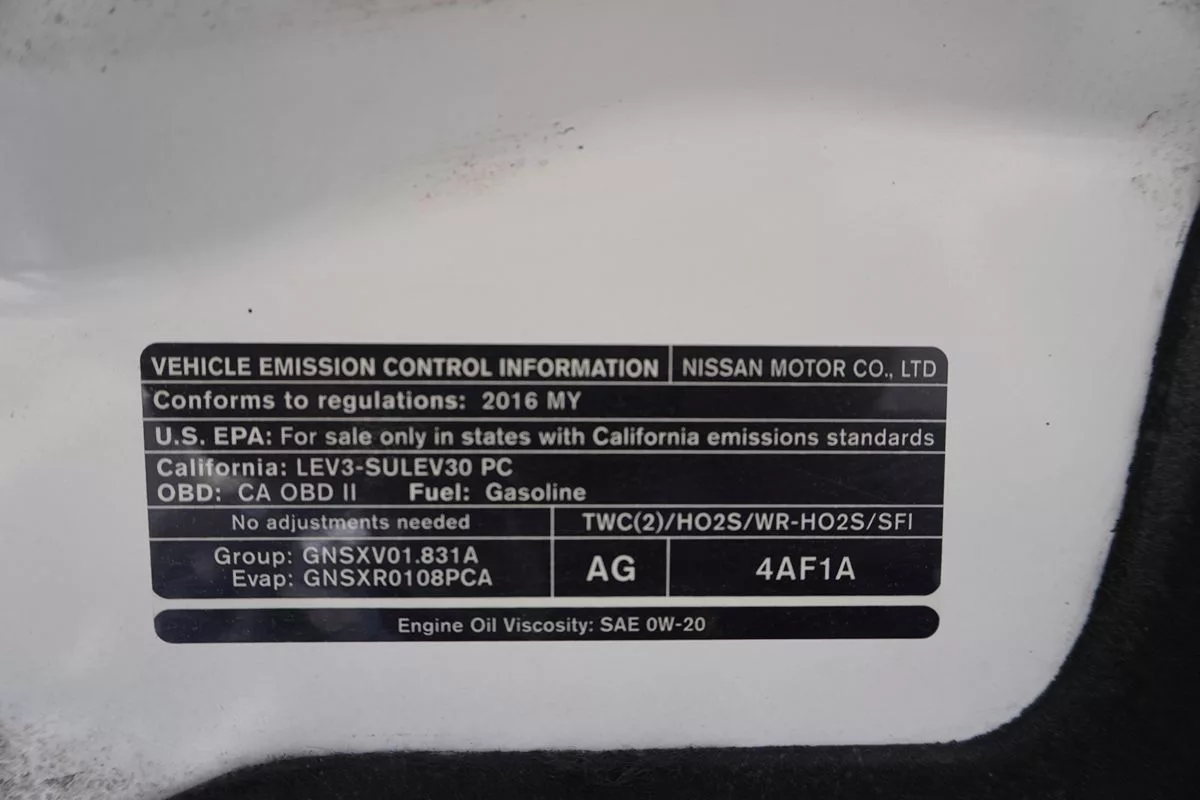 VEHICLE EMISSION CONTROL INFORMATION NISSAN MOTOR CO., LTD
Conforms to regulations: 2016 MY
U.S. EPA: For sale only in states with California emissions standards
California: LEV3-SULEV30 PC
OBD: CA OBD II Fuel: Gasoline
No adjustments needed TWC(2)/HO2S/WR-HO2S/SFI
Group: GNSXV01.831A
Evap: GNSXR0108PCA
AG 4AF1A
Engine Oil Viscosity: SAE 0W-20